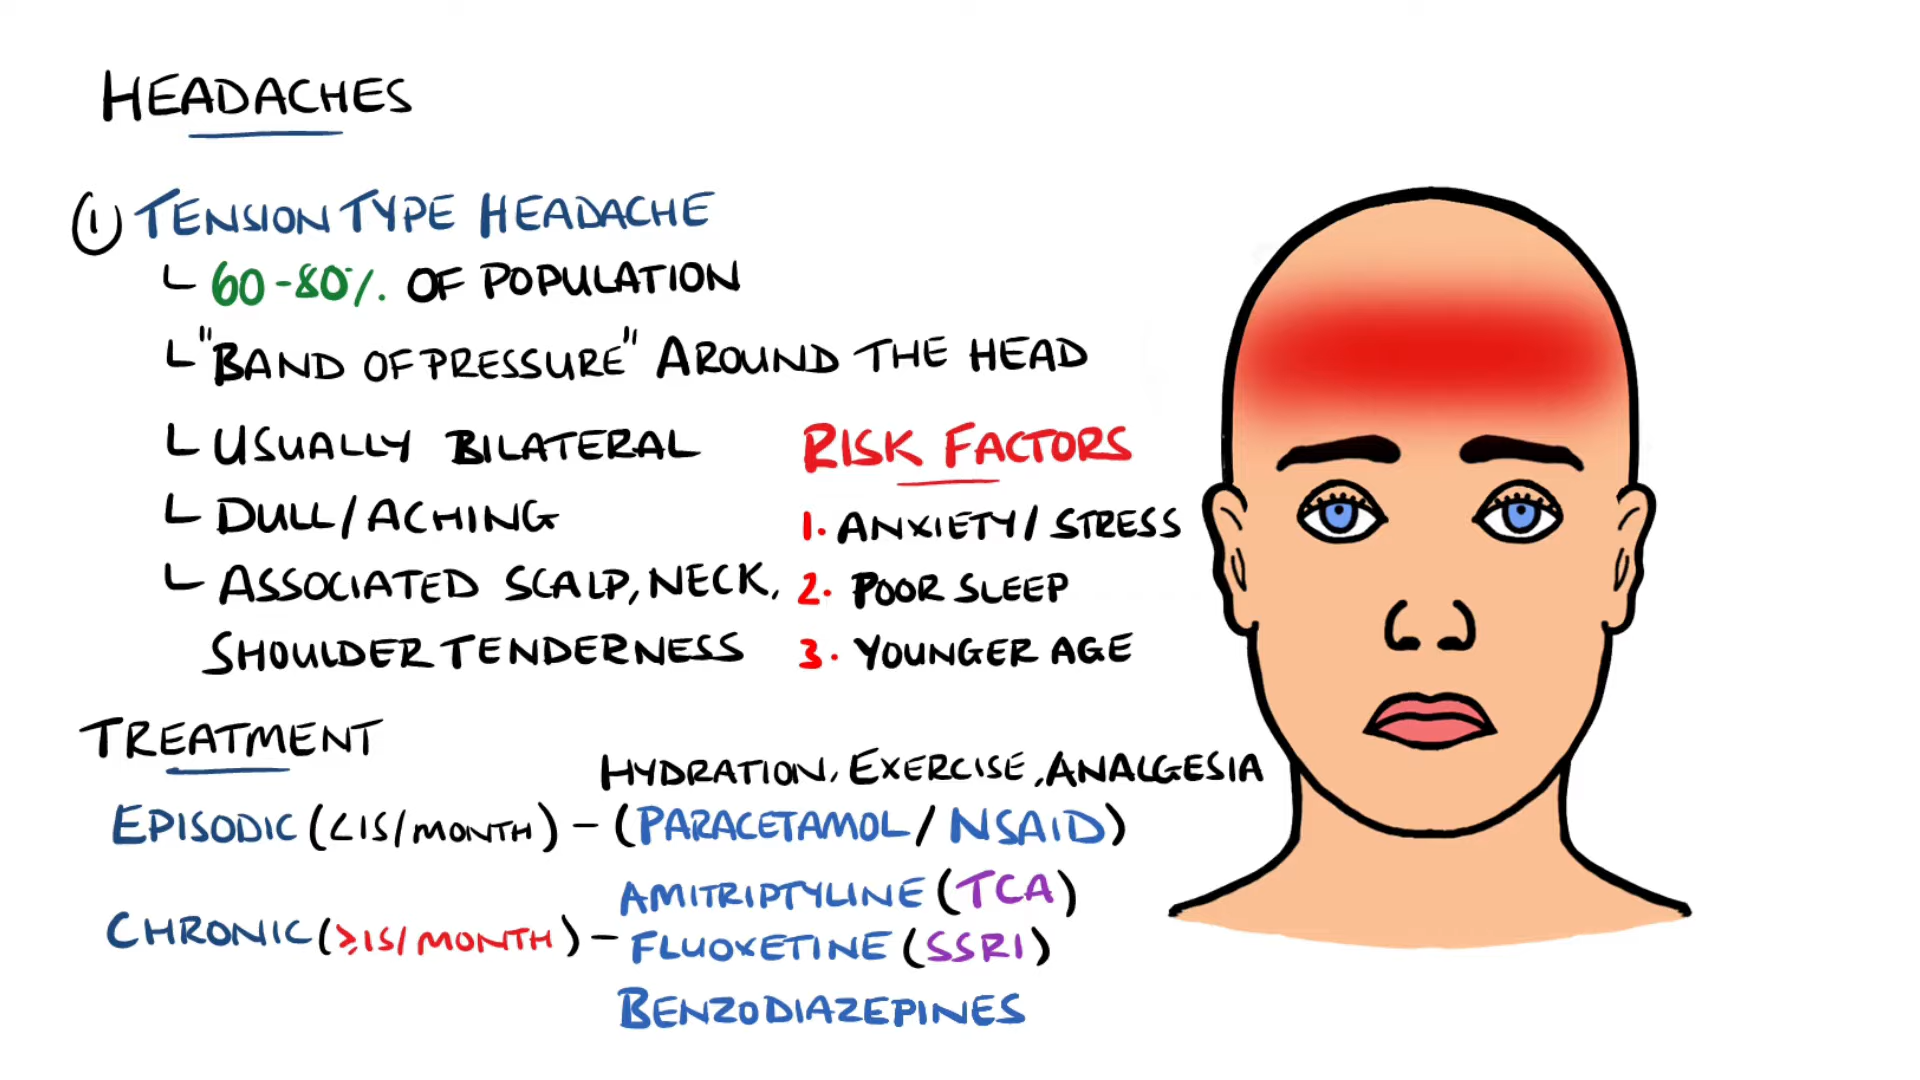 HEADACHES
1 TENSION TYPE HEADACHE
60-80% OF POPULATION
"BAND OF PRESSURE" AROUND THE HEAD
USUALLY BILATERAL
DULL/ACHING
ASSOCIATED SCALP, NECK,
SHOULDER TENDERNESS
RISK FACTORS
1. ANXIETY/STRESS
2. POOR SLEEP
3. YOUNGER AGE
TREATMENT
HYDRATION, EXERCISE, ANALGESIA
EPISODIC (<15/MONTH) - (PARACETAMOL/NSAID)
AMITRIPTYLINE (TCA)
CHRONIC (≥15/MONTH) - FLUOXETINE (SSRI)
BENZODIAZEPINES